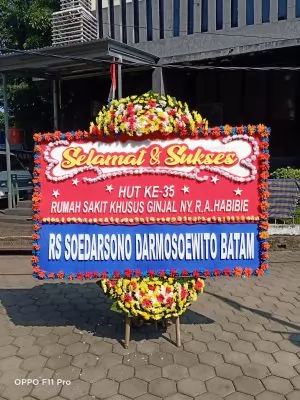 Selamat & Sukses
HUT KE-35
RUMAH SAKIT KHUSUS GINJAL NY, R.A. HABIBIE
RS SOEDARSONO DARMOSOEWITO BATAM
OPPO F11 Pro